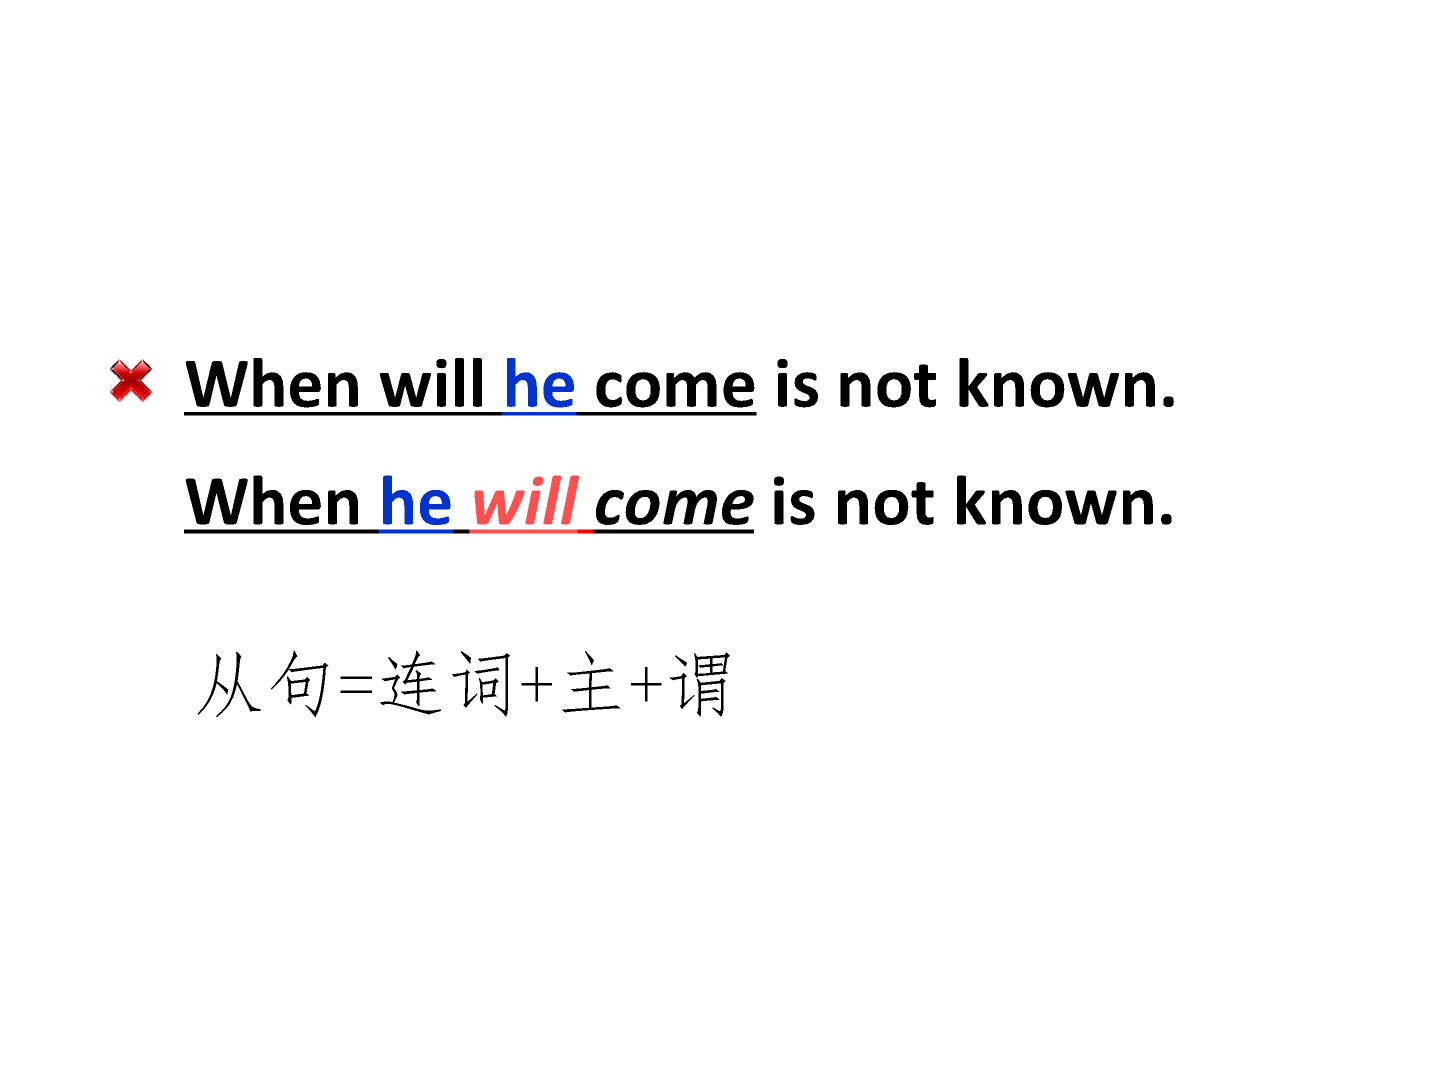 When will he come is not known.
When he will come is not known.
从句=连词+主+谓